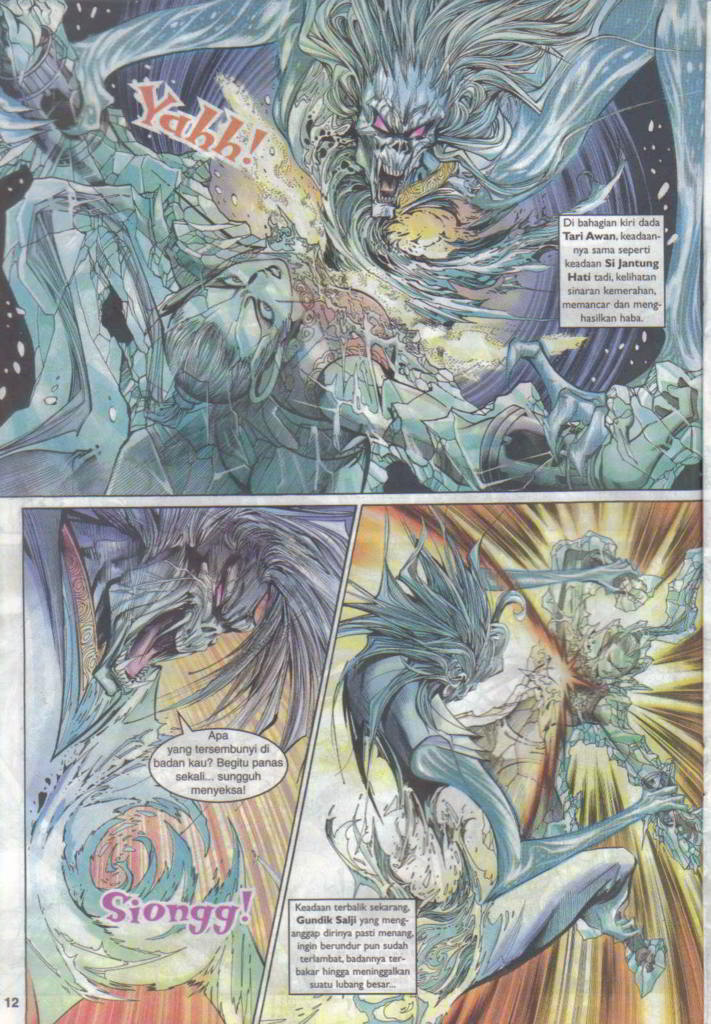 Yahh!
Di bahagian kiri dada
Tari Awan, keadaan-
nya sama seperti
keadaan Si Jantung
Hati tadi, kelihatan
sinaran kemerahan,
memancar dan meng-
hasilkan haba.
Apa
yang tersembunyi di
badan kau? Begitu panas
sekali... sungguh
menyeksa!
Siongg!
Keadaan terbalik sekarang,
Gundik Salji yang meng-
anggap dirinya pasti menang,
ingin berundur pun sudah
terlambat, badannya ter-
bakar hingga meninggalkan
suatu lubang besar...
12